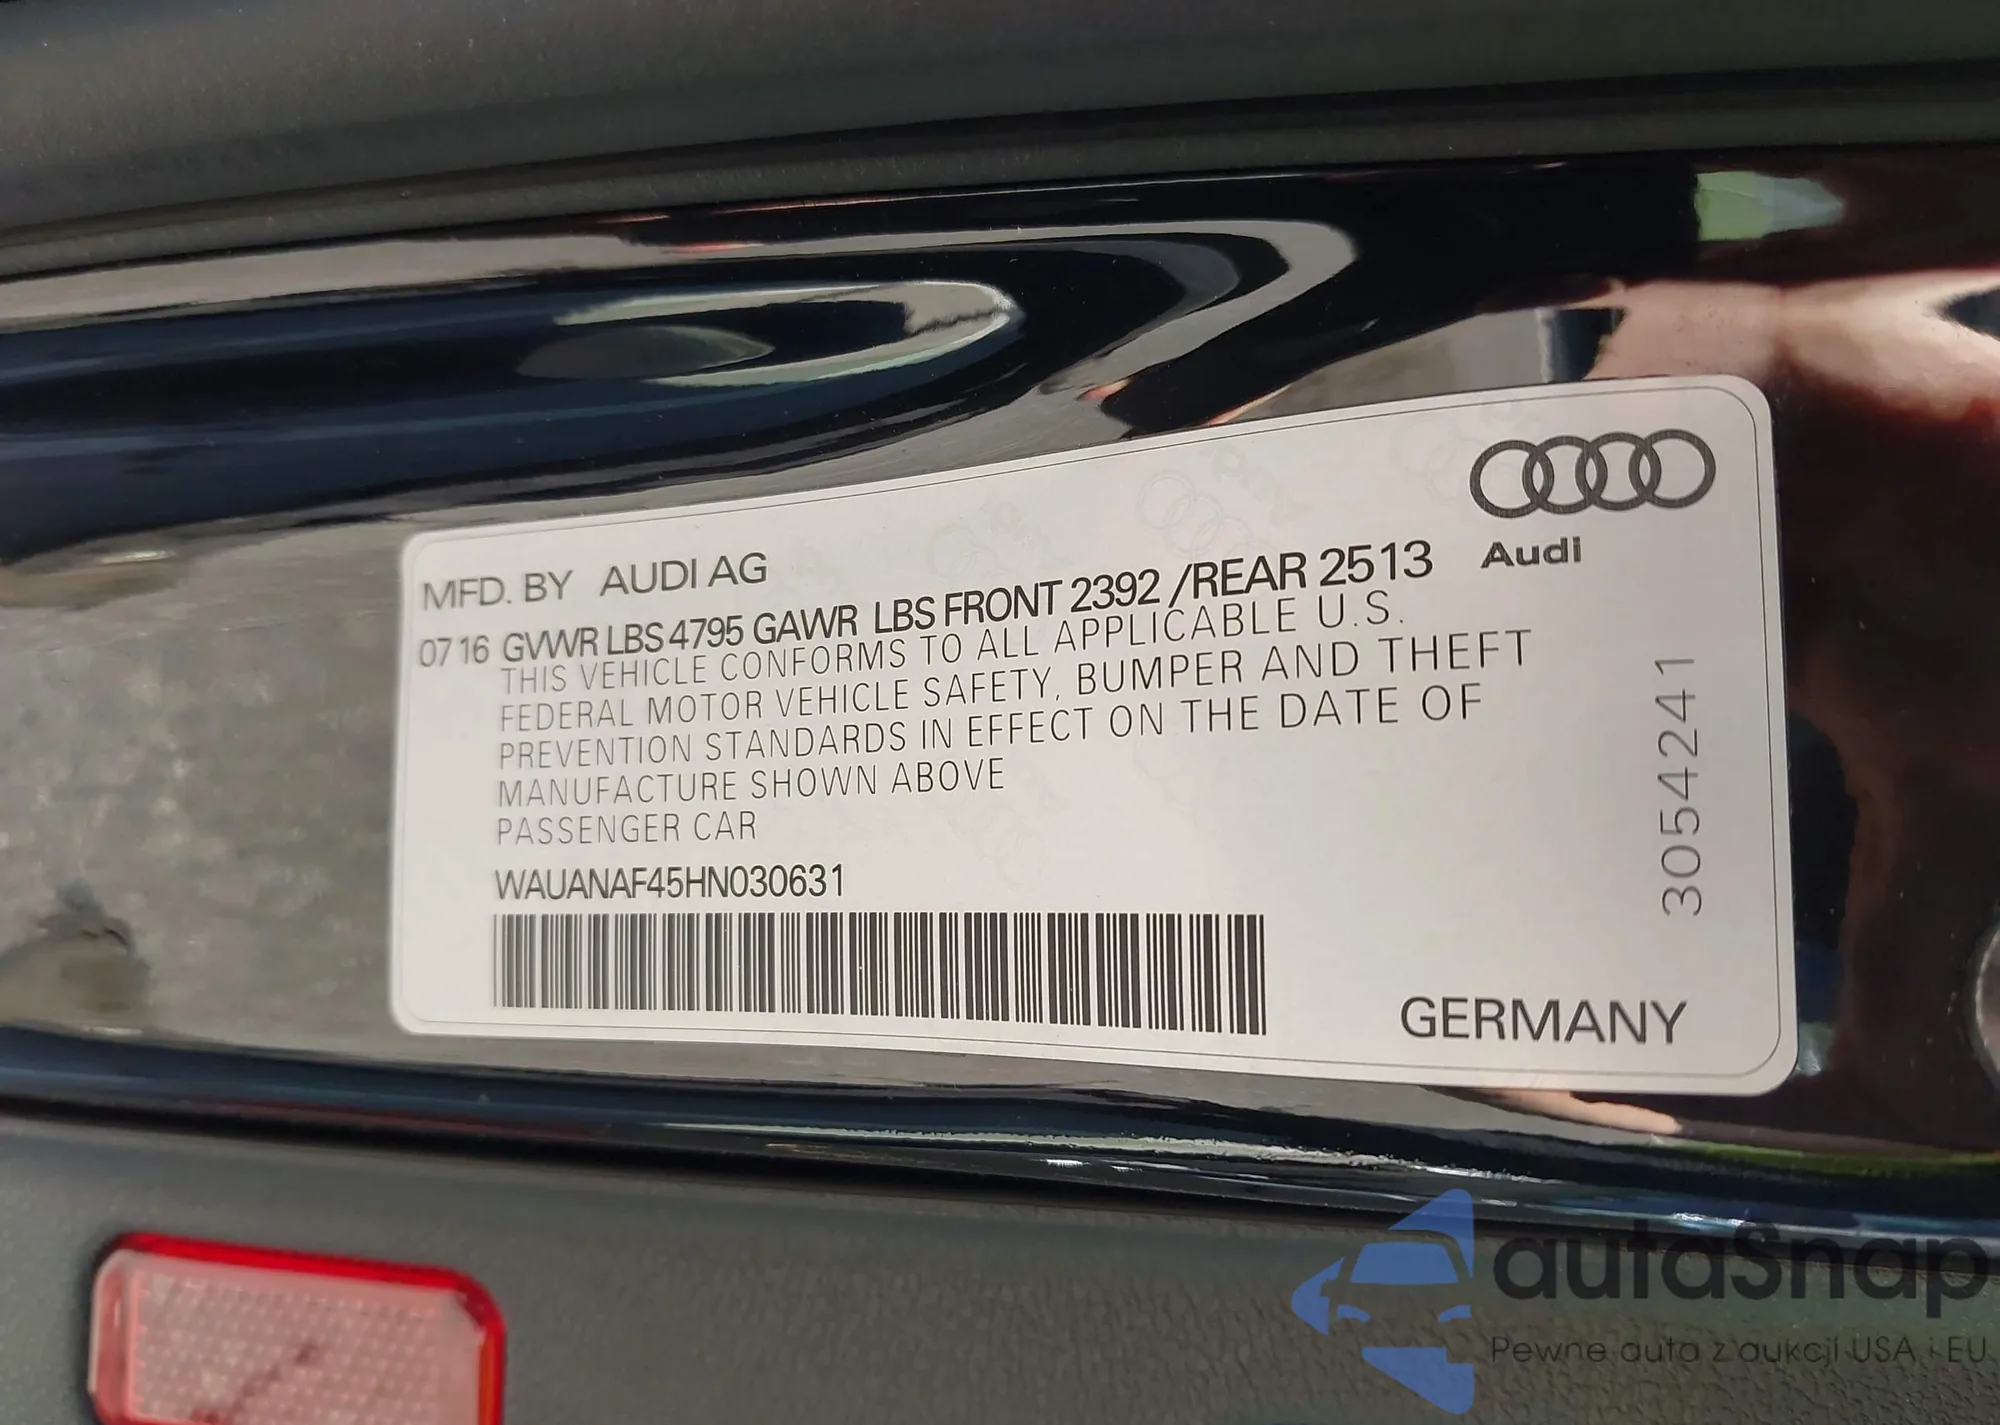 MFD. BY AUDI AG
07 16 GVWR LBS 4795 GAWR LBS FRONT 2392 /REAR 2513
THIS VEHICLE CONFORMS TO ALL APPLICABLE U.S.
FEDERAL MOTOR VEHICLE SAFETY, BUMPER AND THEFT
PREVENTION STANDARDS IN EFFECT ON THE DATE OF
MANUFACTURE SHOWN ABOVE
PASSENGER CAR
WAUANAF45HN030631
Audi
3054241
GERMANY
autaSnap
Pewne auta z aukcji USA i EU